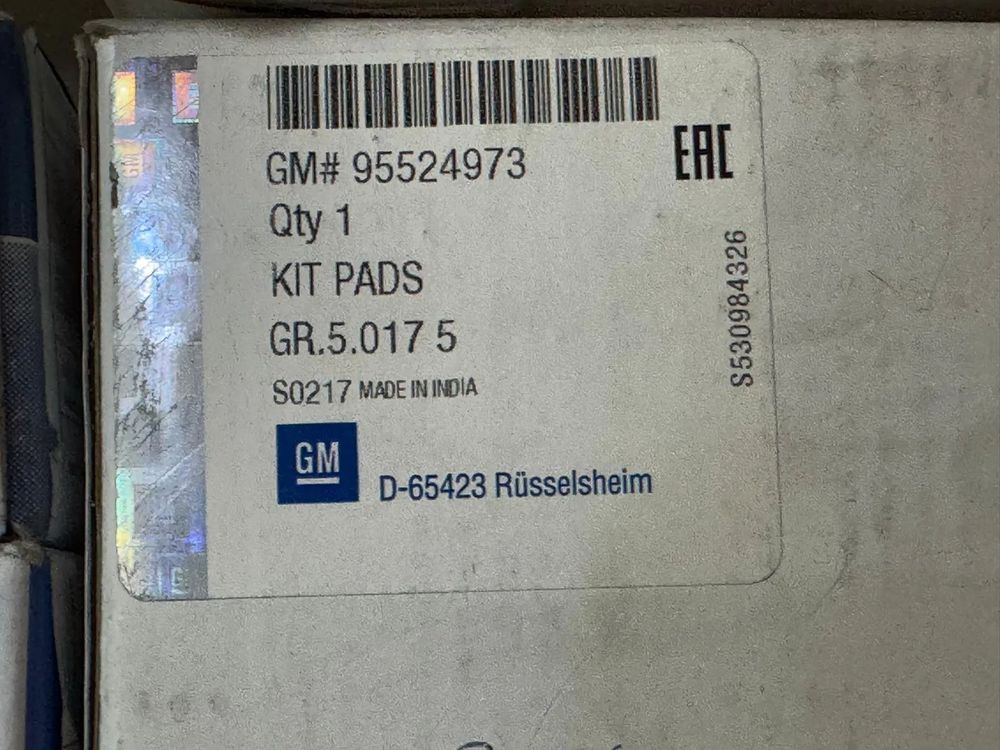 GM# 95524973
EAC
Qty 1
KIT PADS
GR.5.017 5
S0217 MADE IN INDIA
S530984326
GM
D-65423 Rüsselsheim